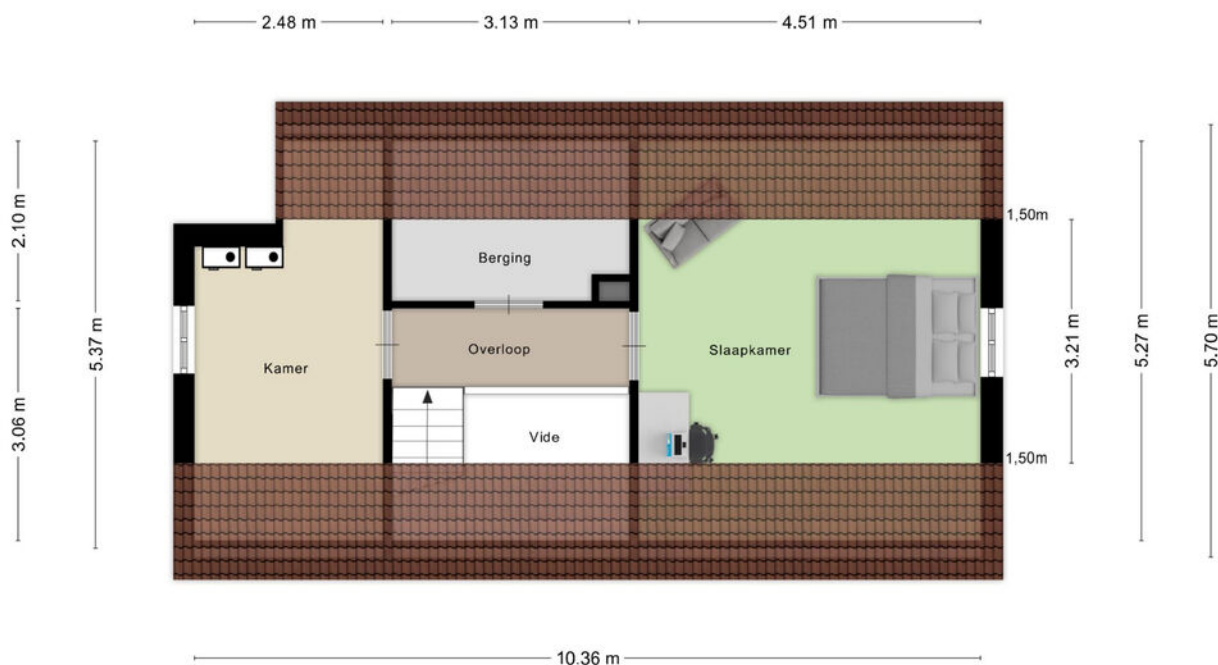 2.48 m
3.13 m
4.51 m
2.10 m
3.06 m
5.37 m
1,50m
Berging
Kamer
Overloop
Slaapkamer
Vide
1,50m
3.21 m
5.27 m
5.70 m
10.36 m